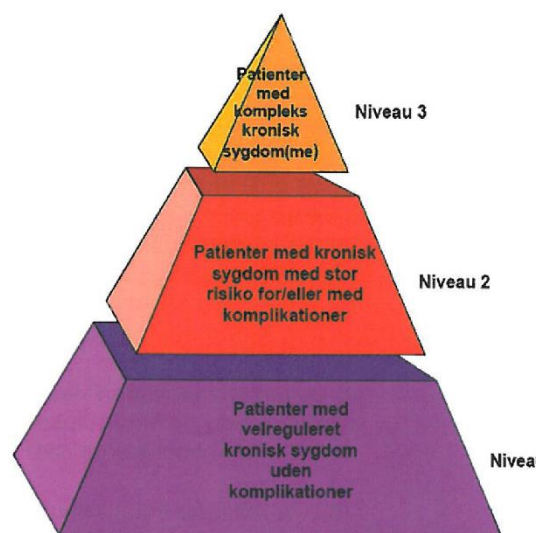 Patienter
med
kompleks
kronisk
sygdom(me)
Niveau 3
Patienter med kronisk
sygdom med stor
risiko for/eller med
komplikationer
Niveau 2
Patienter med
velreguleret
kronisk sygdom
uden
komplikationer
Niveau